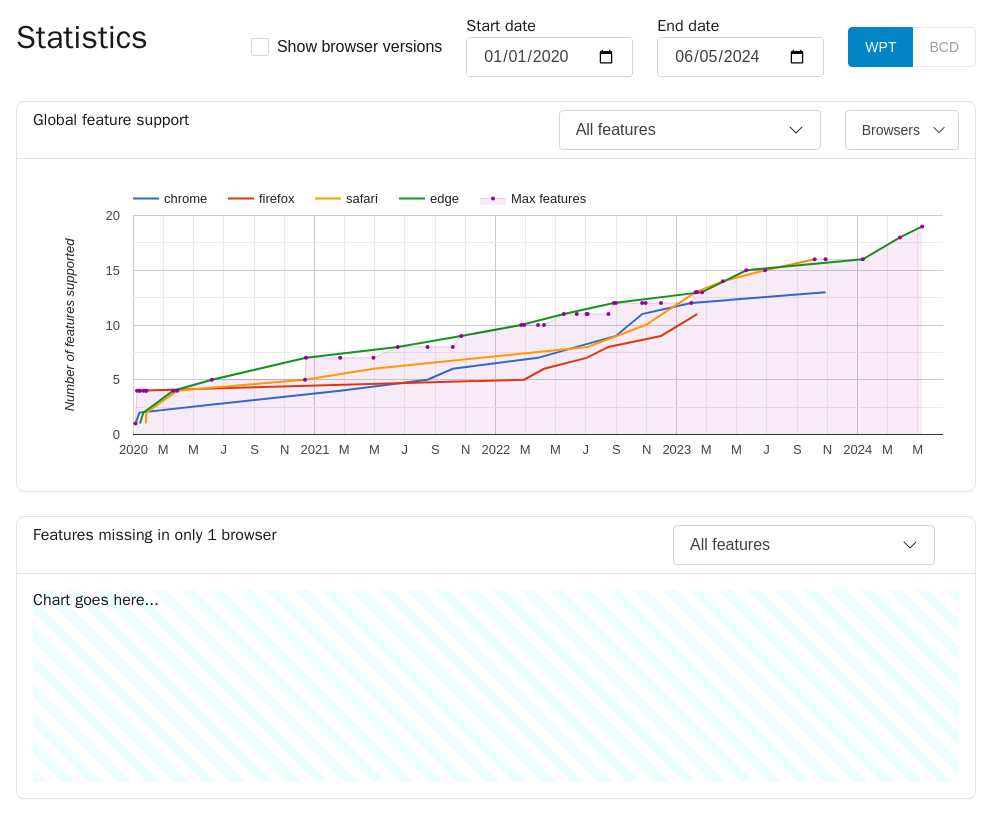 Statistics
Show browser versions
Start date
01/01/2020
End date
06/05/2024
WPT
BCD
Global feature support
All features
Browsers
chrome firefox safari edge Max features
Number of features supported
20
15
10
5
0
2020 M M J S N 2021 M M J S N 2022 M M J S N 2023 M M J S N 2024 M M
Features missing in only 1 browser
All features
Chart goes here...